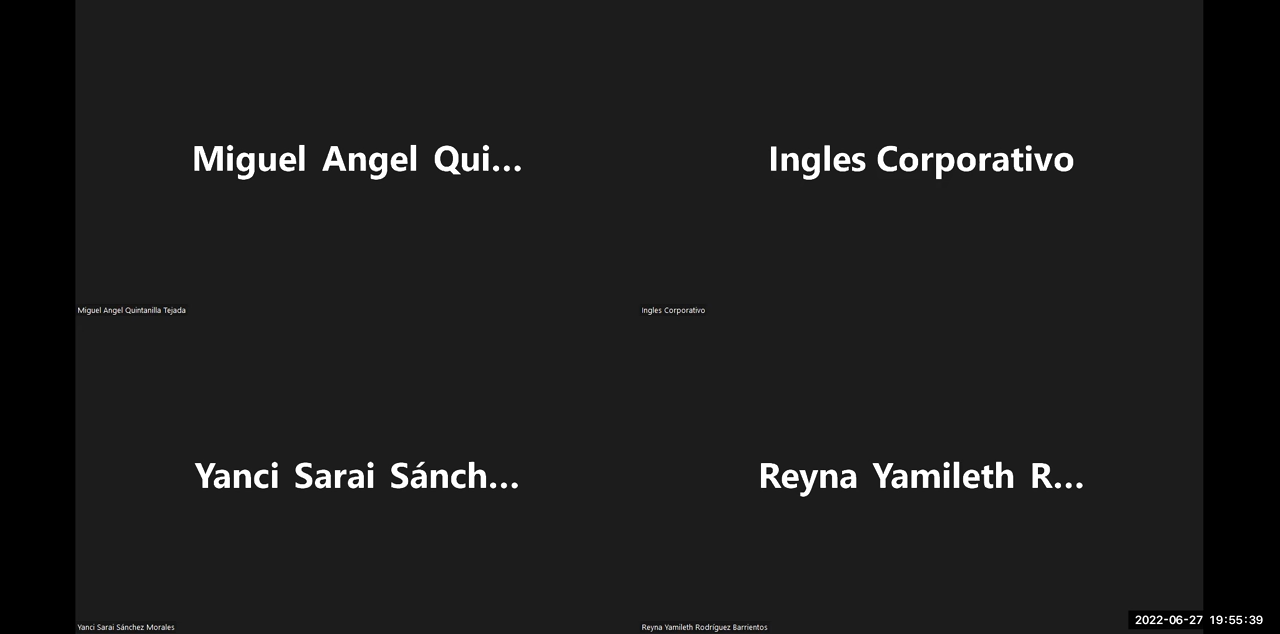 Miguel Angel Qui...
Ingles Corporativo
Miguel Angel Quintanilla Tejada
Ingles Corporativo
Yanci Sarai Sánch...
Reyna Yamileth R...
Yanci Sarai Sánchez Morales
Reyna Yamileth Rodríguez Barrientos
2022-06-27 19:55:39